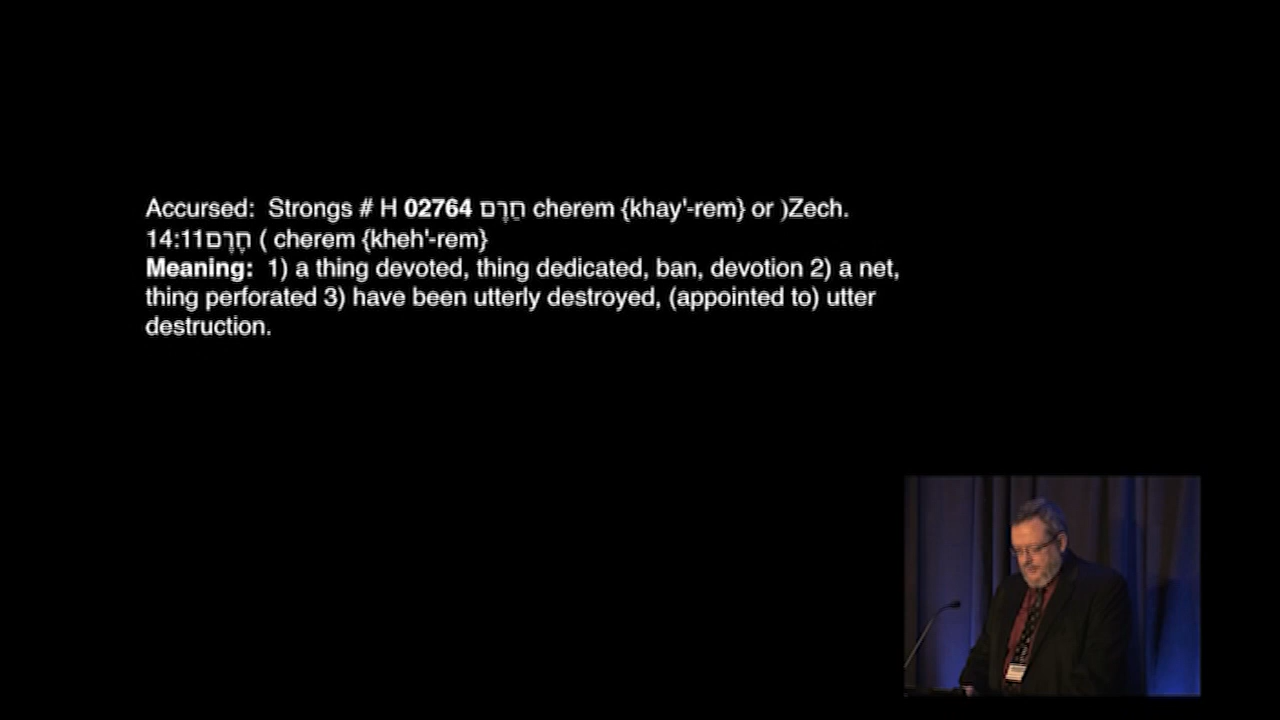 Accursed:  Strongs # H 02764 חֵרֶם cherem {khay'-rem} or )Zech.
14:11חֶרֶם ( cherem {kheh'-rem}
Meaning:  1) a thing devoted, thing dedicated, ban, devotion 2) a net,
thing perforated 3) have been utterly destroyed, (appointed to) utter
destruction.